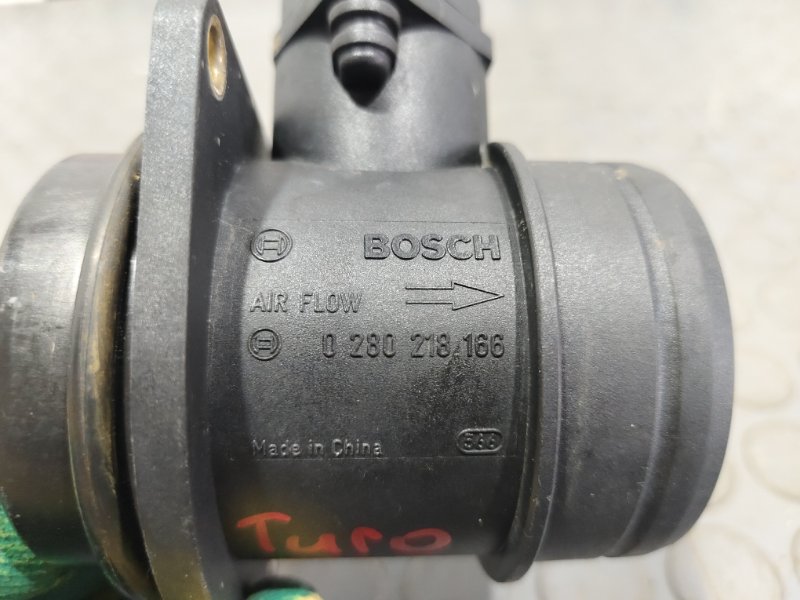 BOSCH
AIR FLOW
0 280 218 166
Made in China
Turo